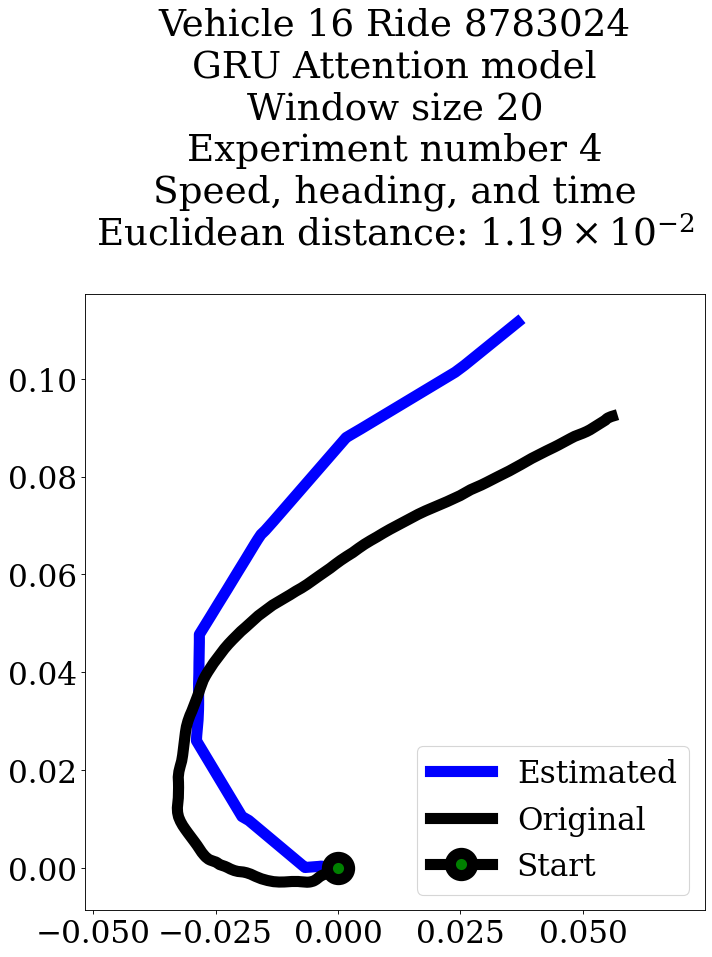 Vehicle 16 Ride 8783024
GRU Attention model
Window size 20
Experiment number 4
Speed, heading, and time
Euclidean distance: 1.19 × 10⁻²
0.10
0.08
0.06
0.04
0.02
0.00
Estimated
Original
Start
−0.050 −0.025 0.000 0.025 0.050